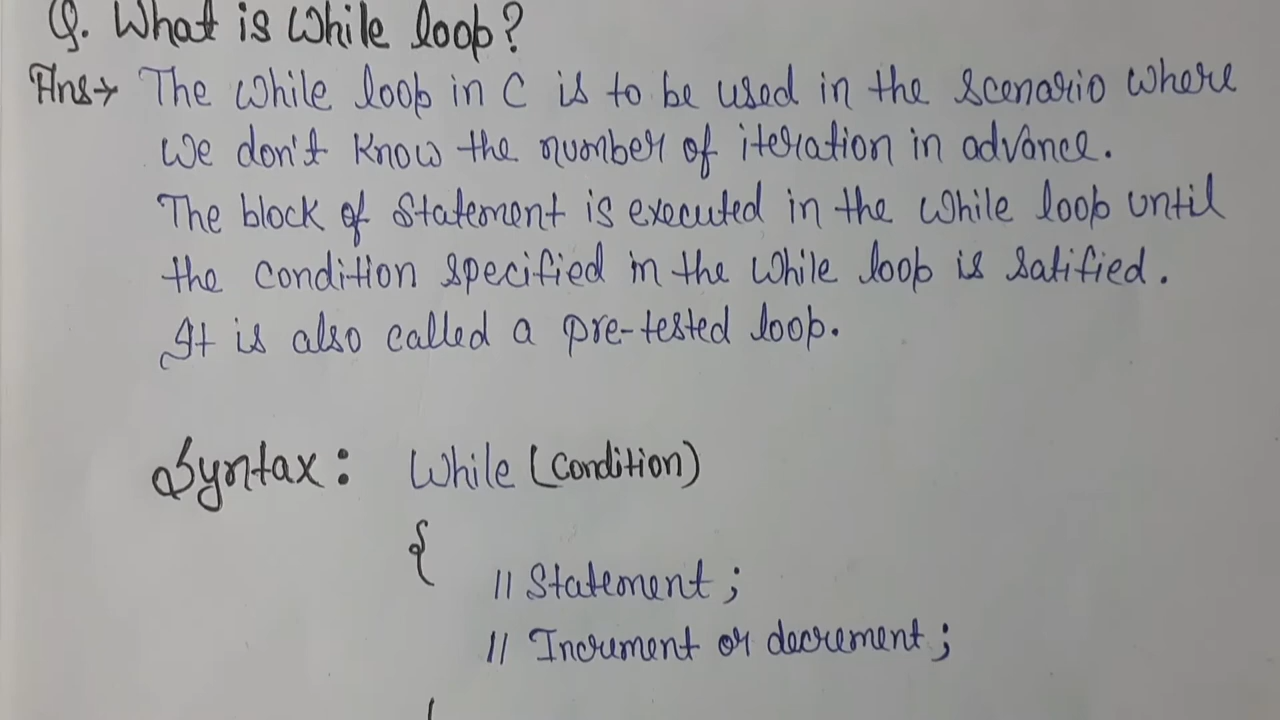 Q. What is While loop?
Ans→ The While loop in C is to be used in the scenario where
We don't Know the number of iteration in advance.
The block of Statement is executed in the While loop until
the condition specified in the While loop is satified.
It is also called a pre-tested loop.
Syntax: While (Condition)
{
// Statement;
// Increment or decrement;